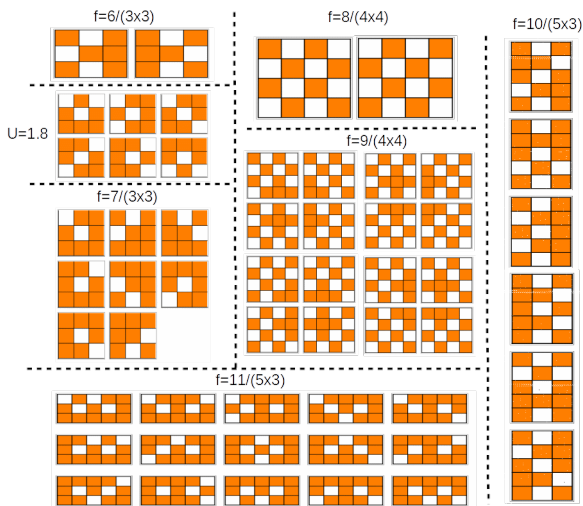 f=6/(3x3)
f=8/(4x4)
f=10/(5x3)
U=1.8
f=9/(4x4)
f=7/(3x3)
f=11/(5x3)